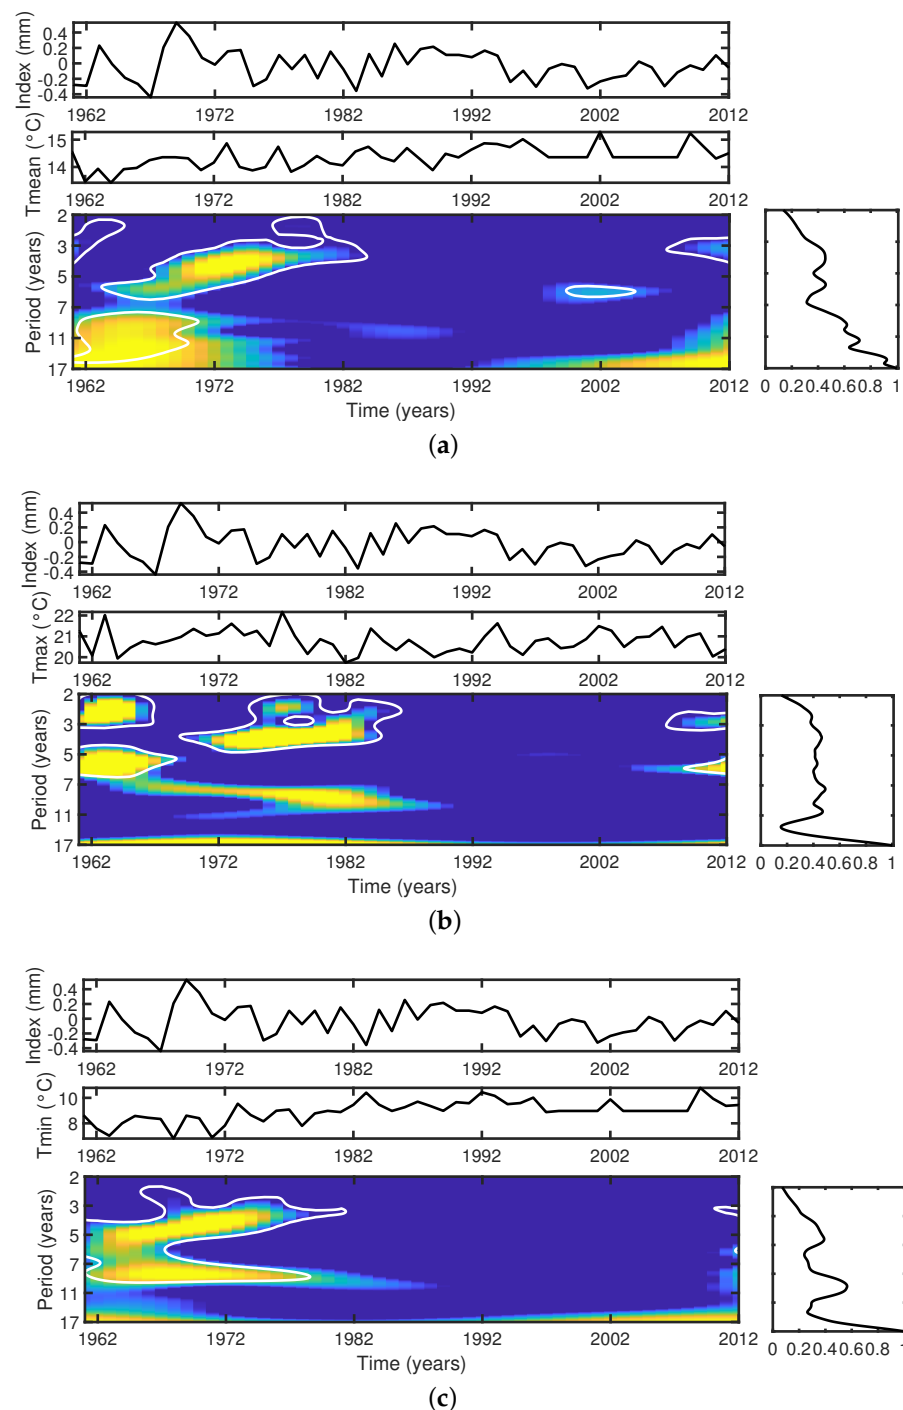 Index (mm)
0.4
0.2
0
-0.2
-0.4
1962 1972 1982 1992 2002 2012
Tmean (°C)
15
14
1962 1972 1982 1992 2002 2012
Period (years)
2
3
5
7
11
17
1962 1972 1982 1992 2002 2012
Time (years)
0 0.2 0.4 0.6 0.8 1
(a)
Index (mm)
0.4
0.2
0
-0.2
-0.4
1962 1972 1982 1992 2002 2012
Tmax (°C)
22
21
20
1962 1972 1982 1992 2002 2012
Period (years)
2
3
5
7
11
17
1962 1972 1982 1992 2002 2012
Time (years)
0 0.2 0.4 0.6 0.8 1
(b)
Index (mm)
0.4
0.2
0
-0.2
-0.4
1962 1972 1982 1992 2002 2012
Tmin (°C)
10
8
1962 1972 1982 1992 2002 2012
Period (years)
2
3
5
7
11
17
1962 1972 1982 1992 2002 2012
Time (years)
0 0.2 0.4 0.6 0.8 1
(c)